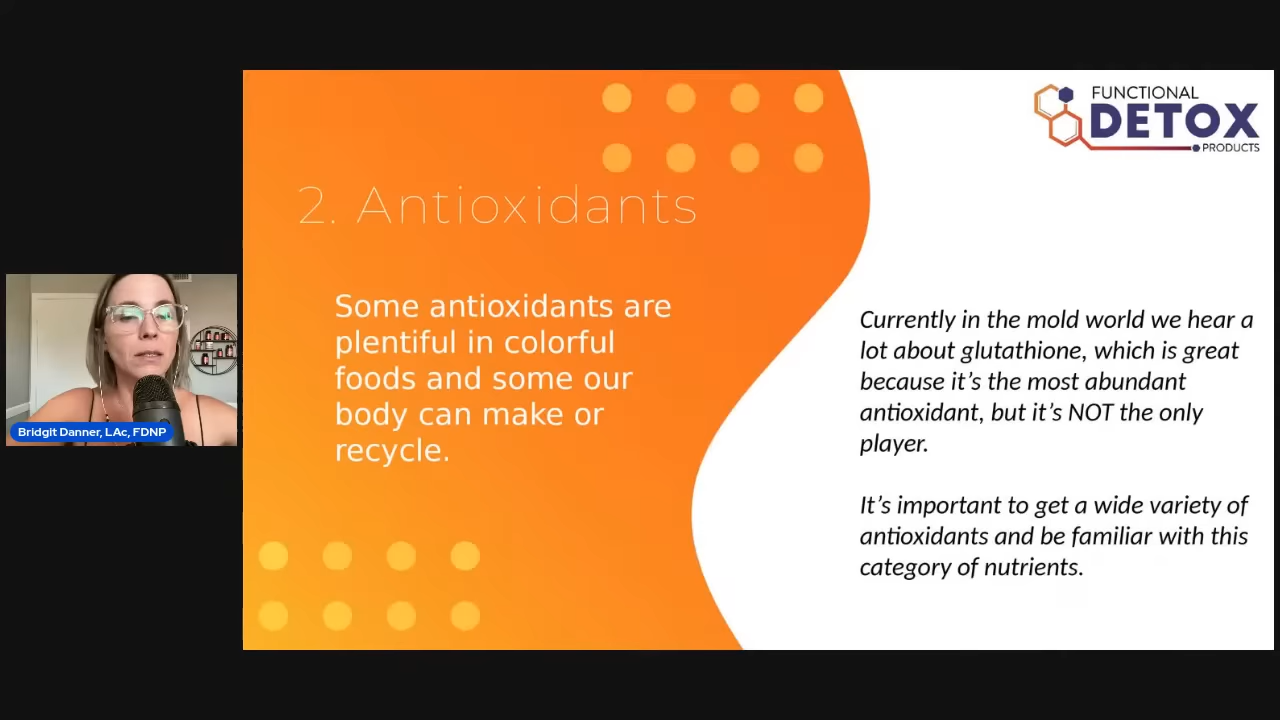 FUNCTIONAL
DETOX
PRODUCTS
2. Antioxidants
Some antioxidants are
plentiful in colorful
foods and some our
body can make or
recycle.
Currently in the mold world we hear a
lot about glutathione, which is great
because it’s the most abundant
antioxidant, but it’s NOT the only
player.
It’s important to get a wide variety of
antioxidants and be familiar with this
category of nutrients.
Bridgit Danner, LAc, FDNP